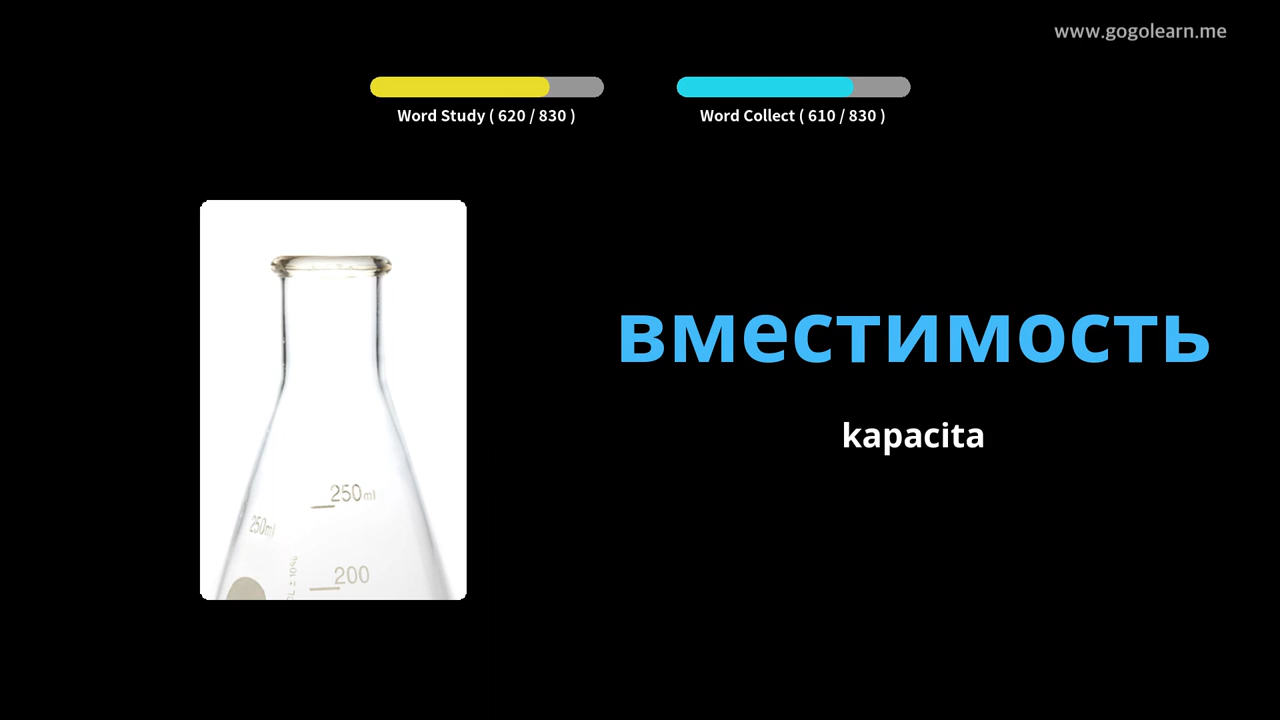 www.gogolearn.me
Word Study ( 620 / 830 )
Word Collect ( 610 / 830 )
вместимость
kapacita
250ml
250ml
200